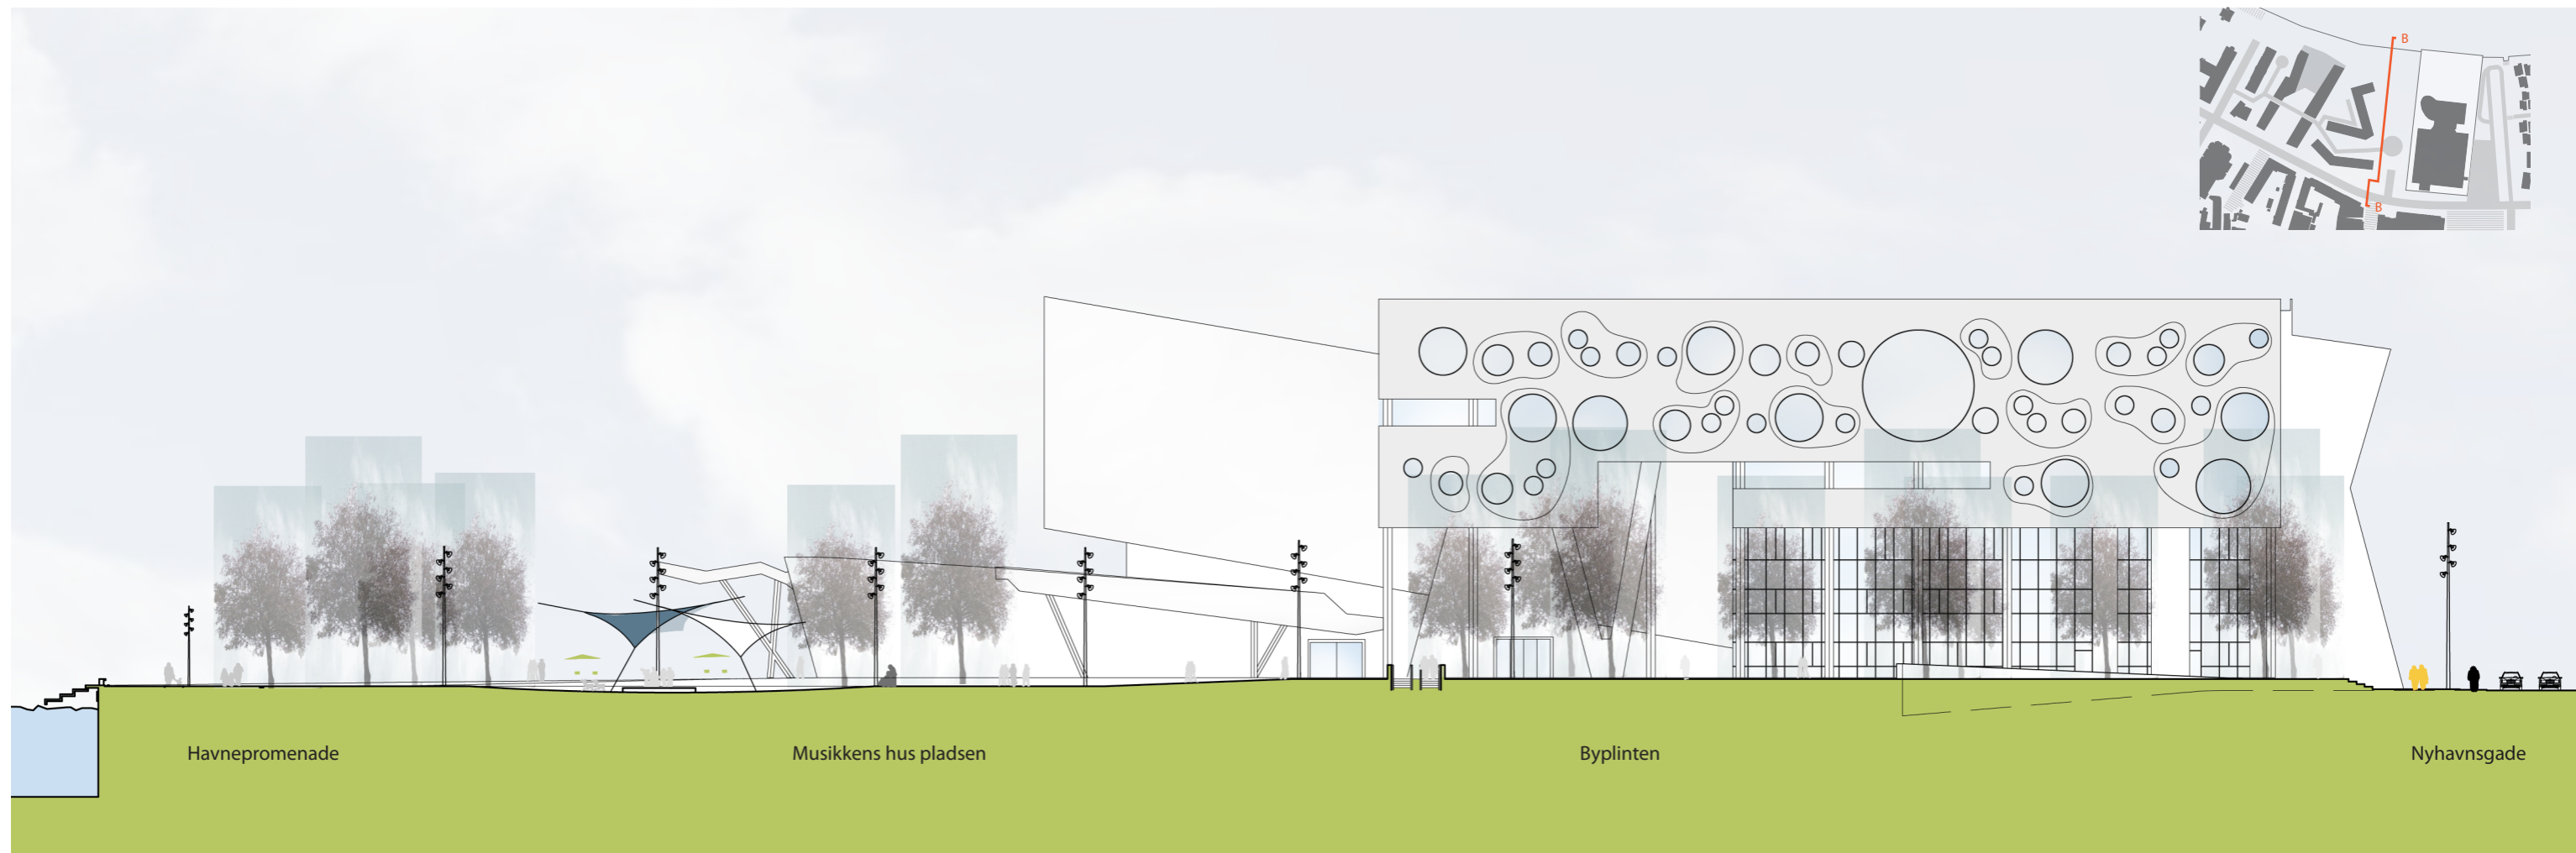 B
B
Havnepromenade
Musikkens hus pladsen
Byplinten
Nyhavnsgade